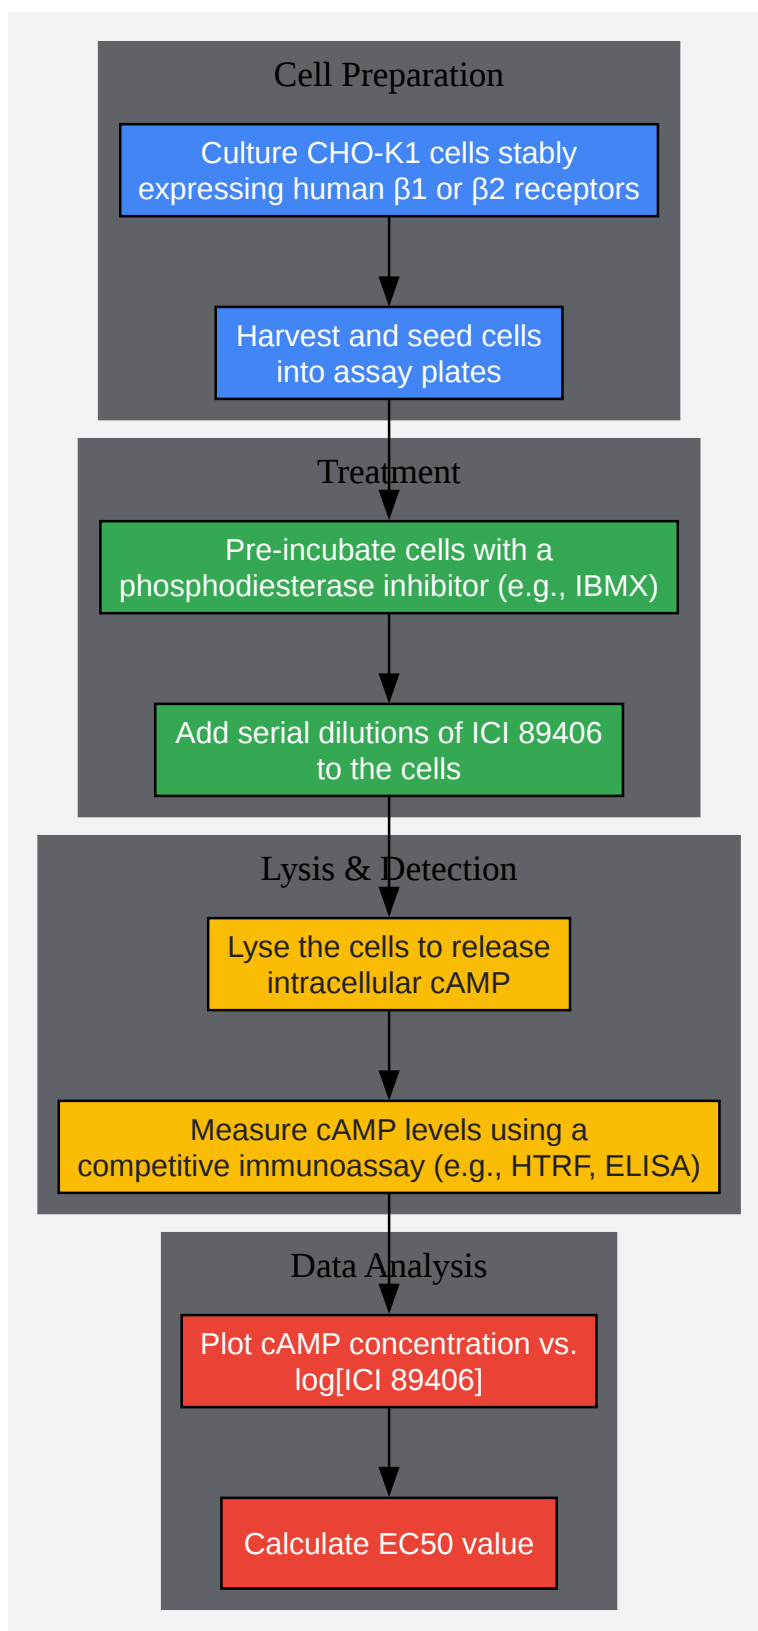 Cell Preparation
Culture CHO-K1 cells stably
expressing human β1 or β2 receptors
Harvest and seed cells
into assay plates
Treatment
Pre-incubate cells with a
phosphodiesterase inhibitor (e.g., IBMX)
Add serial dilutions of ICI 89406
to the cells
Lysis & Detection
Lyse the cells to release
intracellular cAMP
Measure cAMP levels using a
competitive immunoassay (e.g., HTRF, ELISA)
Data Analysis
Plot cAMP concentration vs.
log[ICI 89406]
Calculate EC50 value